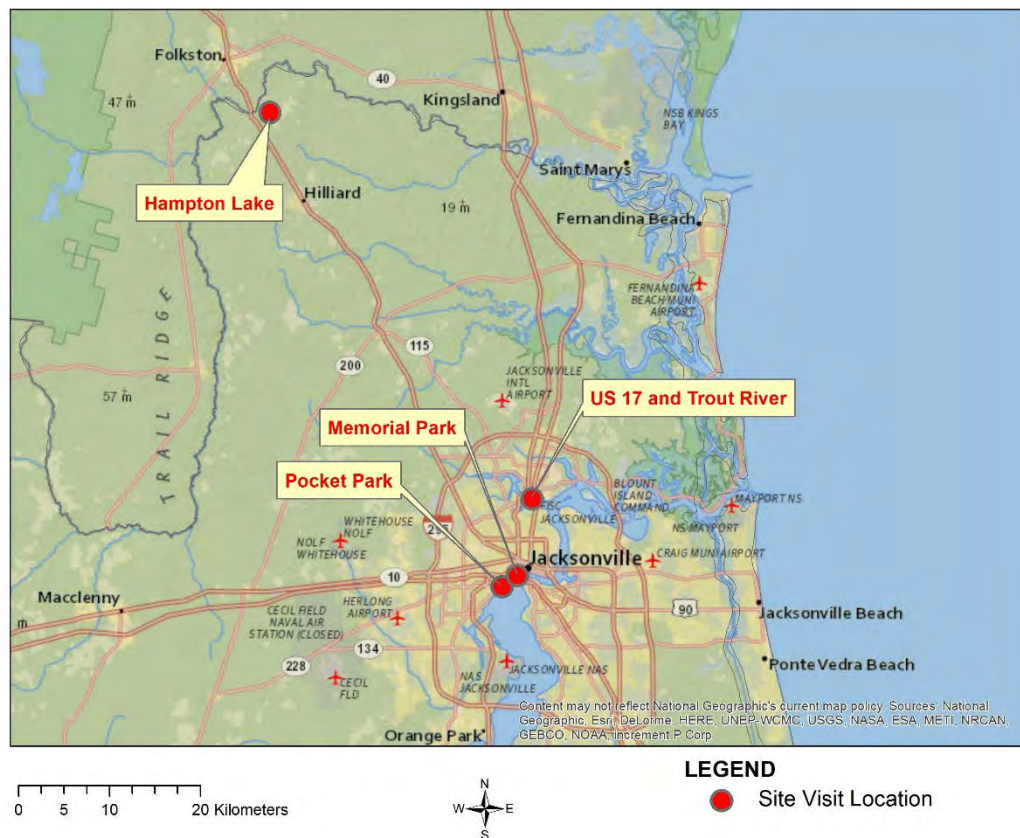 Folkston
40
47 m
Kingsland
NSB KINGS
BAY
Saint Marys
Hampton Lake
Hilliard
19 m
Fernandina Beach
FERNANDINA
BEACH MUNI
AIRPORT
TRAIL RIDGE
115
200
JACKSONVILLE
INTL
AIRPORT
57 m
US 17 and Trout River
Memorial Park
Pocket Park
BLOUNT
ISLAND
COMMAND
MAYPORT NS
FISC
JACKSONVILLE
NS MAYPORT
295
WHITEHOUSE
NOLF
NOLF
WHITEHOUSE
Jacksonville
CRAIG MUNI AIRPORT
10
Macclenny
HERLONG
AIRPORT
90
Jacksonville Beach
m
CECIL FIELD
NAVAL AIR
STATION (CLOSED)
134
228
Ponte Vedra Beach
JACKSONVILLE NAS
NAS
JACKSONVILLE
CECIL
FLD
Orange Park
Content may not reflect National Geographic's current map policy. Sources: National
Geographic, Esri, DeLorme, HERE, UNEP-WCMC, USGS, NASA, ESA, METI, NRCAN,
GEBCO, NOAA, increment P Corp.
0 5 10 20 Kilometers
N
W E
S
LEGEND
Site Visit Location